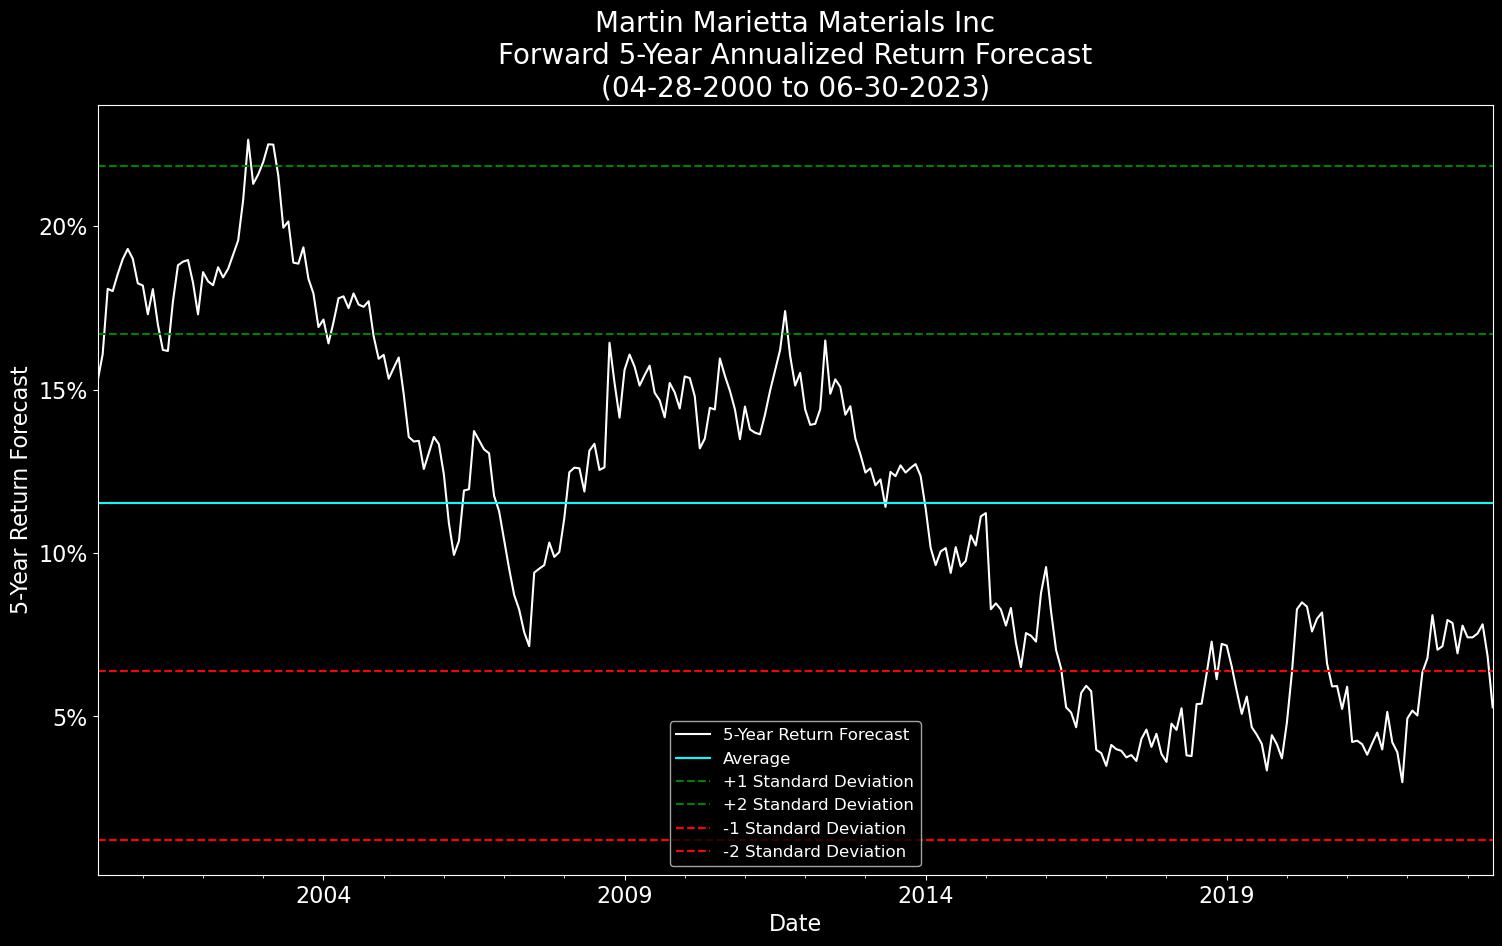 Martin Marietta Materials Inc
Forward 5-Year Annualized Return Forecast
(04-28-2000 to 06-30-2023)
5-Year Return Forecast
20%
15%
10%
5%
5-Year Return Forecast
Average
+1 Standard Deviation
+2 Standard Deviation
-1 Standard Deviation
-2 Standard Deviation
2004 2009 2014 2019
Date